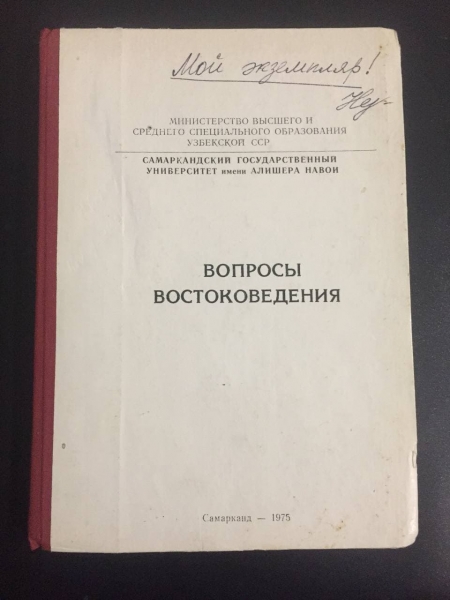 Мой экземпляр!
МИНИСТЕРСТВО ВЫСШЕГО И
СРЕДНЕГО СПЕЦИАЛЬНОГО ОБРАЗОВАНИЯ
УЗБЕКСКОЙ ССР
САМАРКАНДСКИЙ ГОСУДАРСТВЕННЫЙ
УНИВЕРСИТЕТ имени АЛИШЕРА НАВОИ
ВОПРОСЫ
ВОСТОКОВЕДЕНИЯ
Самарканд — 1975